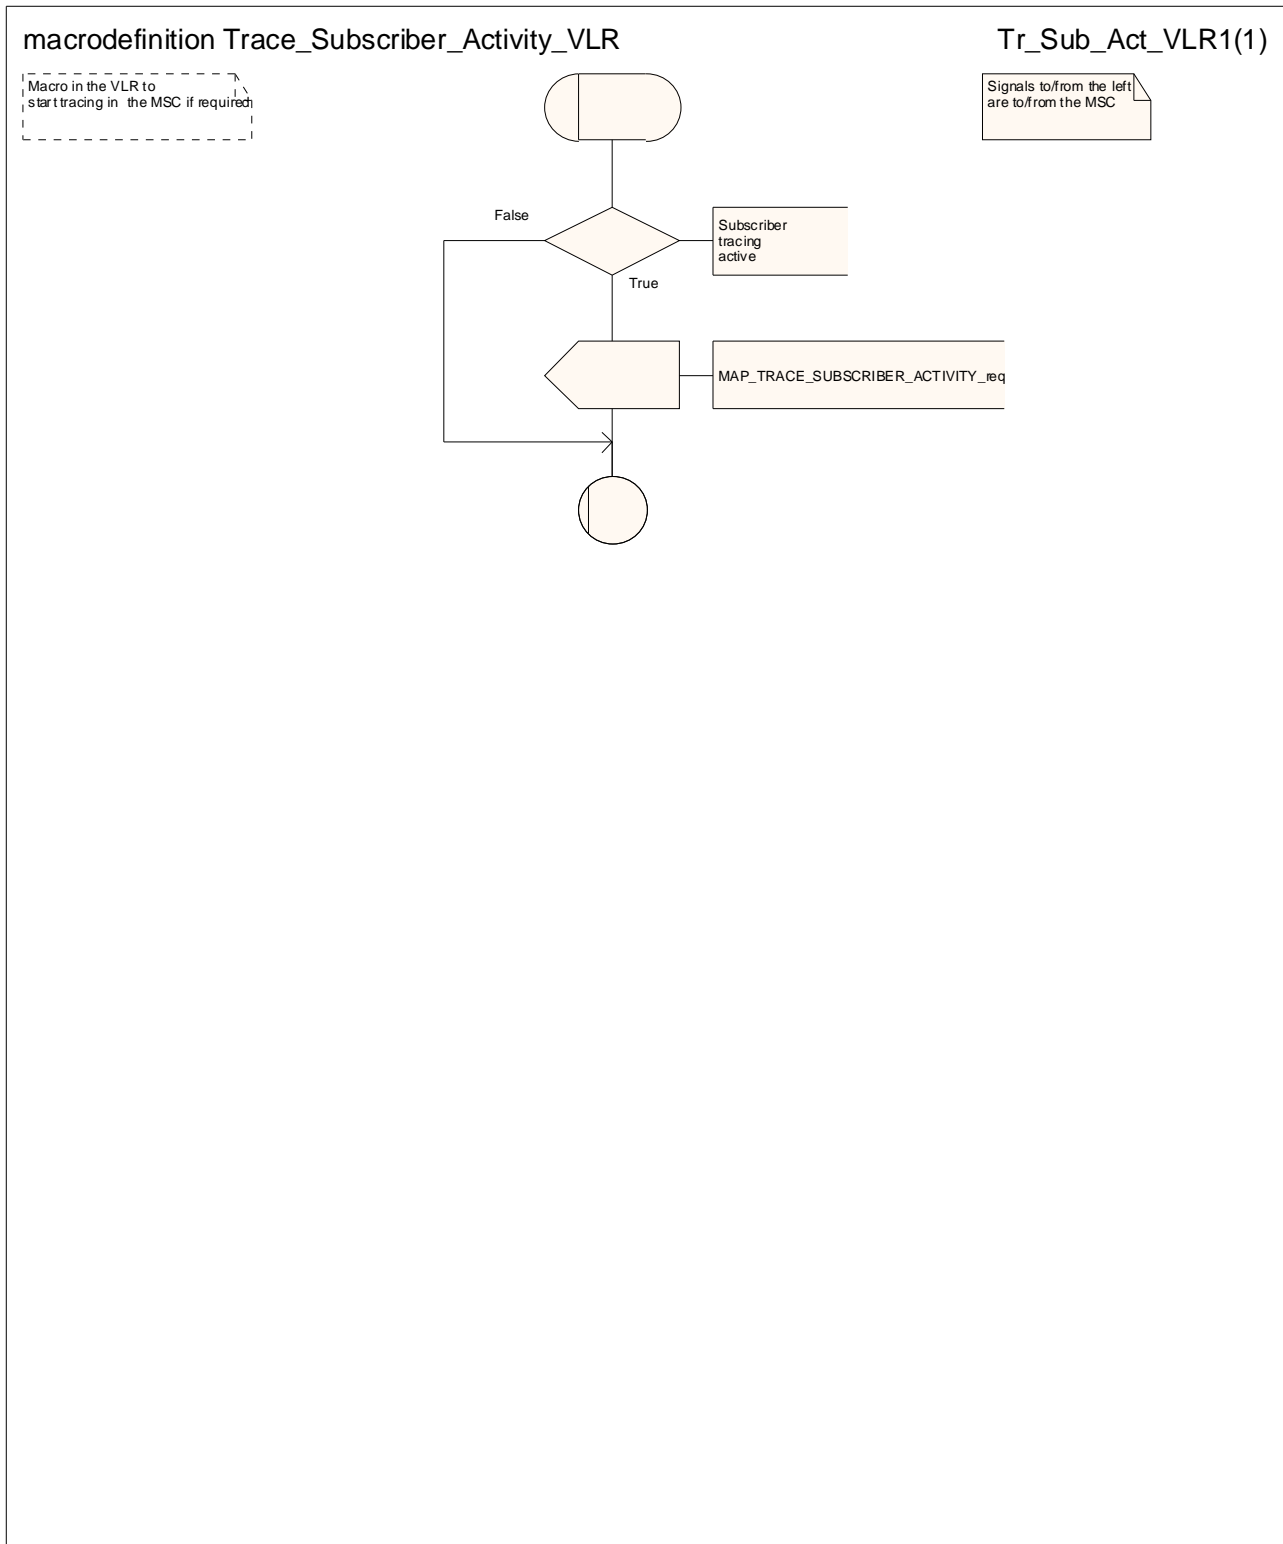 macrodefinition Trace_Subscriber_Activity_VLR
Tr_Sub_Act_VLR1(1)
Macro in the VLR to
start tracing in the MSC if required
Signals to/from the left
are to/from the MSC
False
Subscriber
tracing
active
True
MAP_TRACE_SUBSCRIBER_ACTIVITY_req